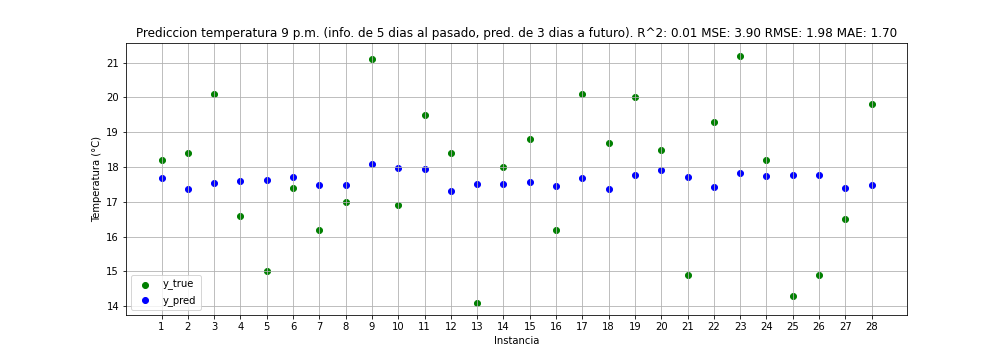 Prediccion temperatura 9 p.m. (info. de 5 dias al pasado, pred. de 3 dias a futuro). R^2: 0.01 MSE: 3.90 RMSE: 1.98 MAE: 1.70
21
20
19
18
17
16
15
14
Temperatura (°C)
y_true
y_pred
1 2 3 4 5 6 7 8 9 10 11 12 13 14 15 16 17 18 19 20 21 22 23 24 25 26 27 28
Instancia